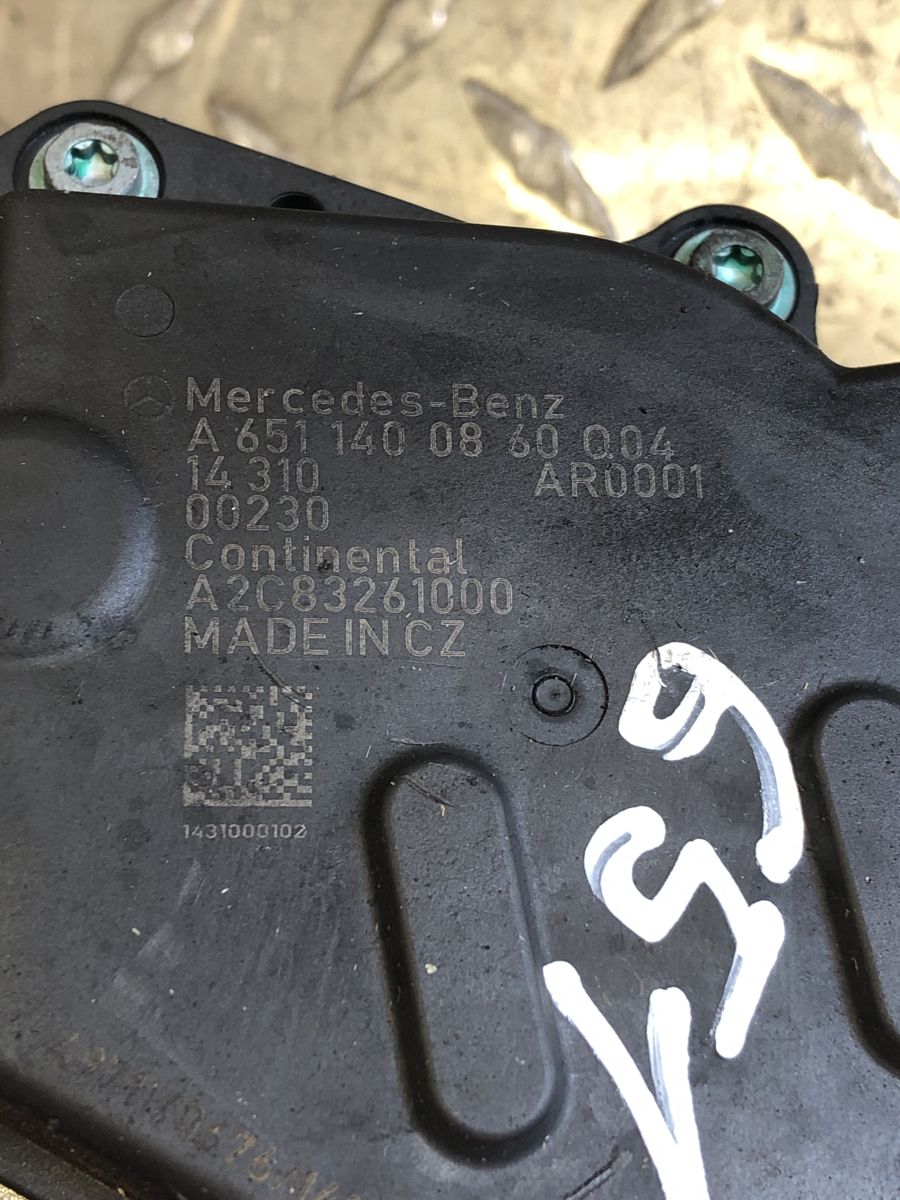 Mercedes-Benz
A 651 140 08 60 Q04
14 310 AR0001
00230
Continental
A2C83261000
MADE IN CZ
1431000102